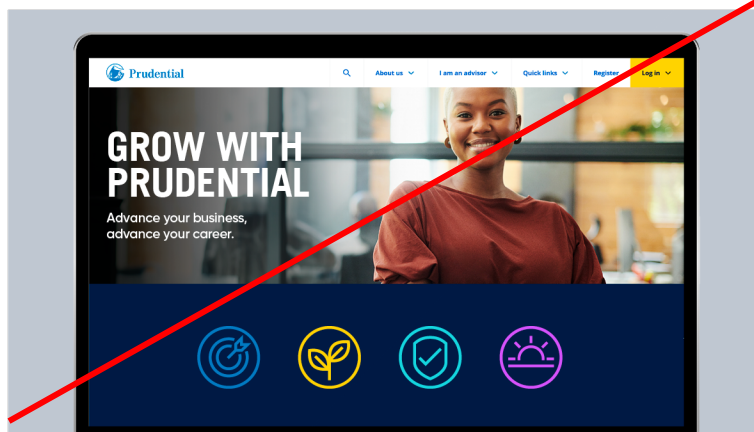 Prudential
About us
I am an advisor
Quick links
Register
Log in
GROW WITH
PRUDENTIAL
Advance your business,
advance your career.